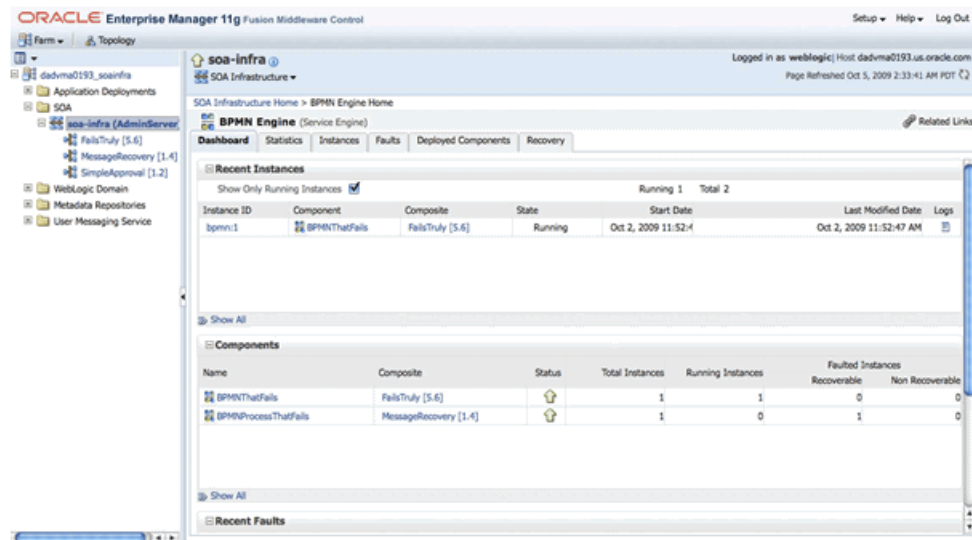 ORACLE Enterprise Manager 11g Fusion Middleware Control
Setup Help Log Out
Farm Topology
dadvma0193_soainfra
Application Deployments
SOA
soa-infra (AdminServer
FailsTruly [5.6]
MessageRecovery [1.4]
SimpleApproval [1.2]
WebLogic Domain
Metadata Repositories
User Messaging Service
soa-infra
Logged in as weblogic| Host dadvma0193.us.oracle.com
SOA Infrastructure
Page Refreshed Oct 5, 2009 2:33:41 AM PDT
SOA Infrastructure Home > BPMN Engine Home
BPMN Engine (Service Engine)
Related Links
Dashboard Statistics Instances Faults Deployed Components Recovery
Recent Instances
Show Only Running Instances Running 1 Total 2
Instance ID Component Composite State Start Date Last Modified Date Logs
bpmn:1 BPMNThatFails FailsTruly [5.6] Running Oct 2, 2009 11:52:4 Oct 2, 2009 11:52:47 AM
Show All
Components
Name Composite Status Total Instances Running Instances Faulted Instances
Recoverable Non Recoverable
BPMNThatFails FailsTruly [5.6] 1 1 0 0
BPMNProcessThatFails MessageRecovery [1.4] 1 0 1 0
Show All
Recent Faults